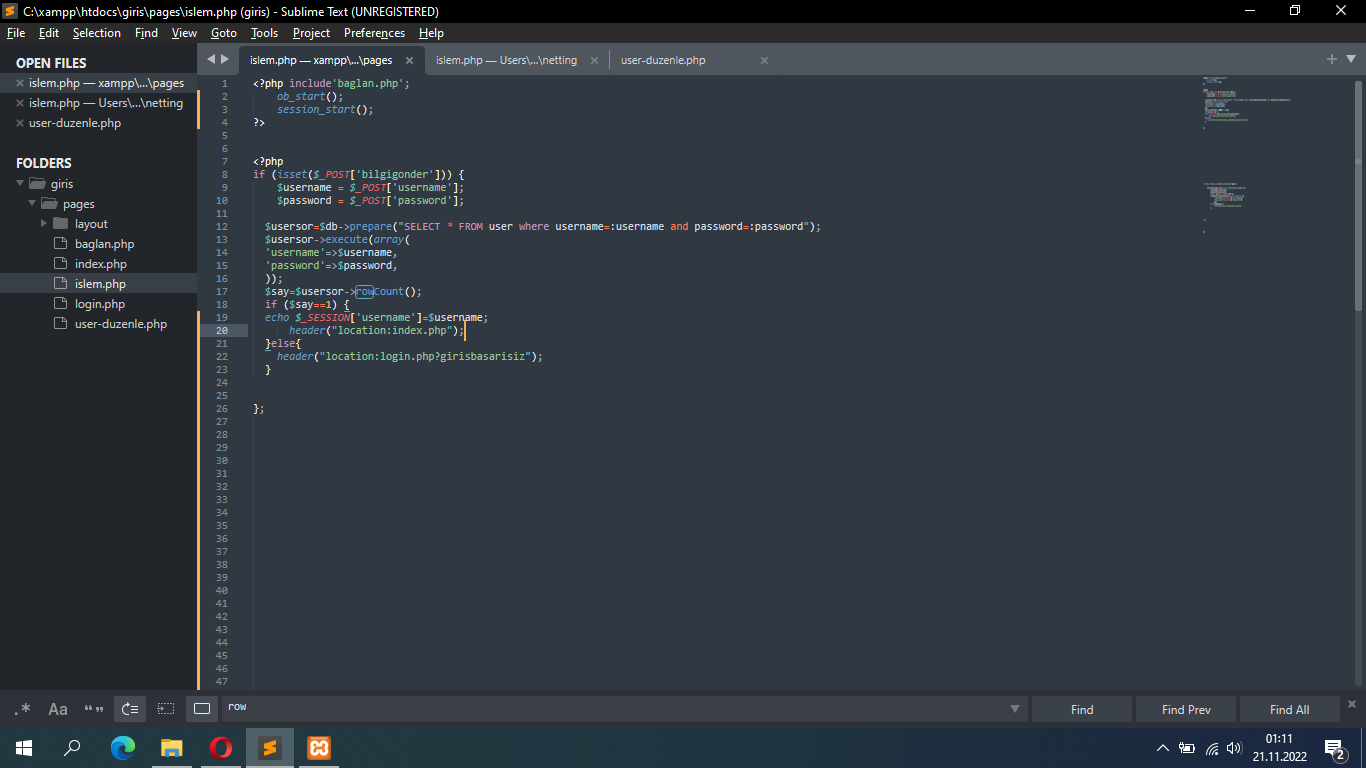 C:\xampp\htdocs\giris\pages\islem.php (giris) - Sublime Text (UNREGISTERED)
File Edit Selection Find View Goto Tools Project Preferences Help
OPEN FILES
islem.php — xampp\...\pages
islem.php — Users\...\netting
user-duzenle.php
FOLDERS
giris
pages
layout
baglan.php
index.php
islem.php
login.php
user-duzenle.php
islem.php — xampp\...\pages
islem.php — Users\...\netting
user-duzenle.php
1 <?php include'baglan.php';
2 ob_start();
3 session_start();
4 ?>
5
6
7 <?php
8 if (isset($_POST['bilgigonder'])) {
9 $username = $_POST['username'];
10 $password = $_POST['password'];
11
12 $usersor=$db->prepare("SELECT * FROM user where username=:username and password=:password");
13 $usersor->execute(array(
14 'username'=>$username,
15 'password'=>$password,
16 ));
17 $say=$usersor->rowCount();
18 if ($say==1) {
19 echo $_SESSION['username']=$username;
20 header("location:index.php");
21 }else{
22 header("location:login.php?girisbasarisiz");
23 }
24
25
26 };
27
28
29
30
31
32
33
34
35
36
37
38
39
40
41
42
43
44
45
46
47
.* Aa “” row Find Find Prev Find All
01:11
21.11.2022
2